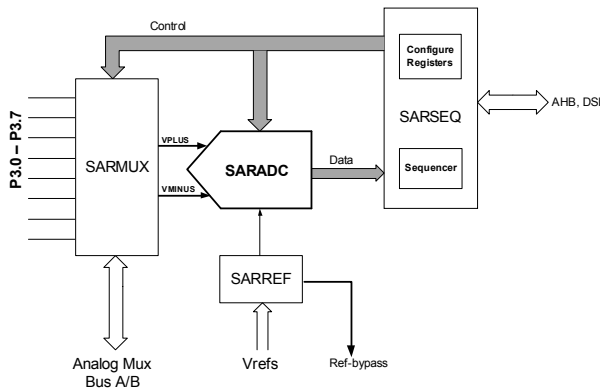 Control
Configure
Registers
SARSEQ
AHB, DSI
P3.0 – P3.7
VPLUS
SARMUX
SARADC
Data
Sequencer
VMINUS
SARREF
Analog Mux
Bus A/B
Vrefs
Ref-bypass